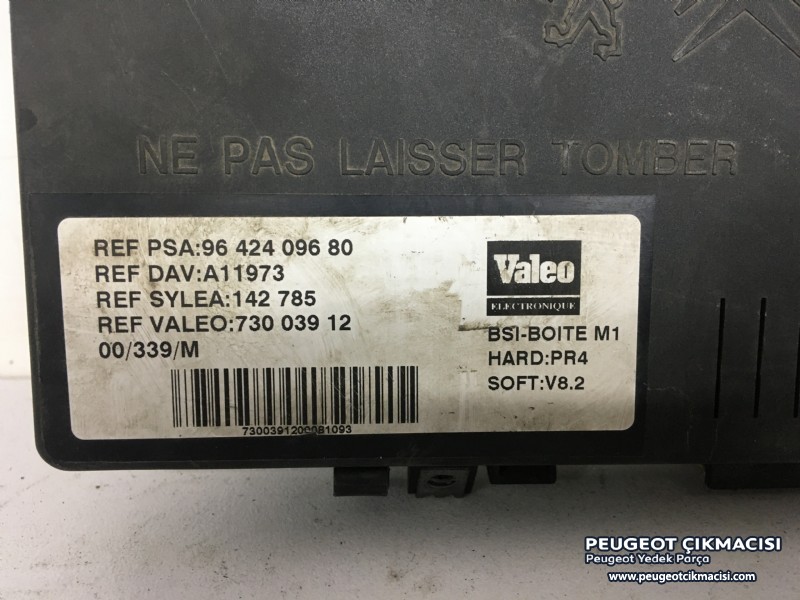 NE PAS LAISSER TOMBER
REF PSA:96 424 096 80
REF DAV:A11973
REF SYLEA:142 785
REF VALEO:730 039 12
00/339/M
7300391200081093
Valeo
ELECTRONIQUE
BSI-BOITE M1
HARD:PR4
SOFT:V8.2
PEUGEOT ÇIKMACISI
Peugeot Yedek Parça
www.peugeotcikmacisi.com